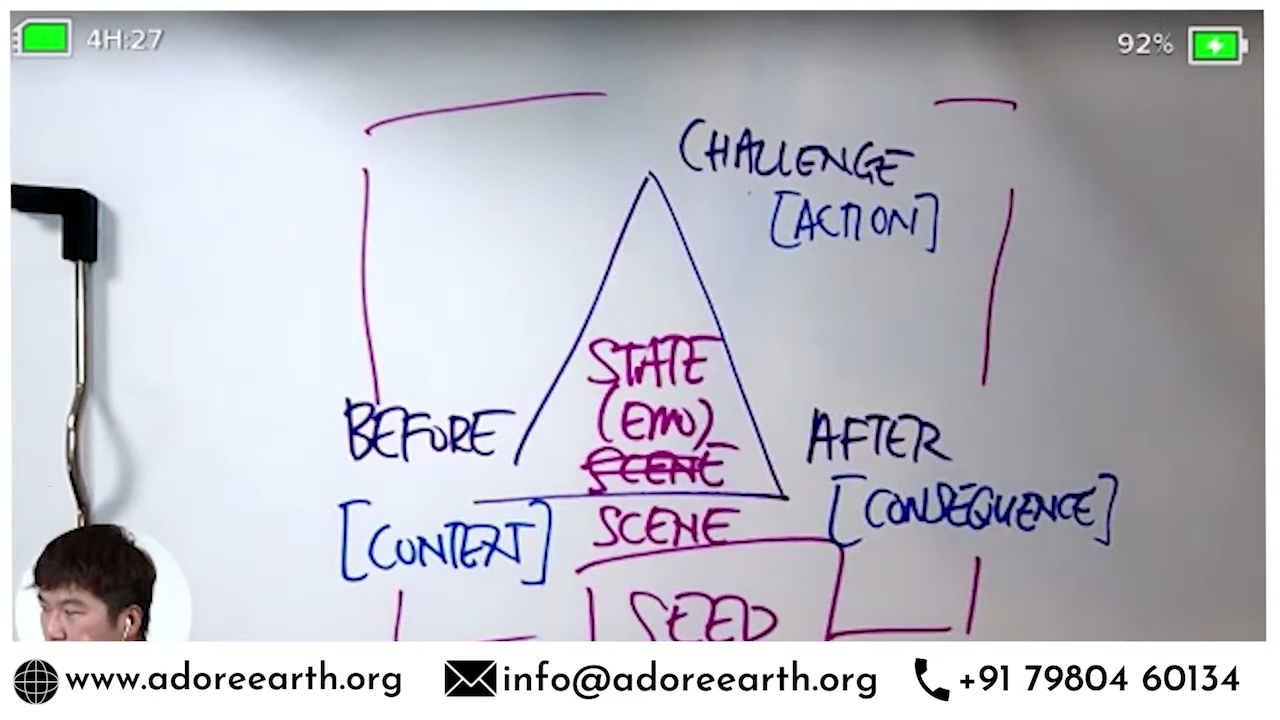 4H:27
92%
CHALLENGE
[ACTION]
STATE
(EMO)
SCENE
BEFORE
AFTER
[CONTEXT]
[CONSEQUENCE]
SCENE
SEED
www.adoreearth.org
info@adoreearth.org
+91 79804 60134